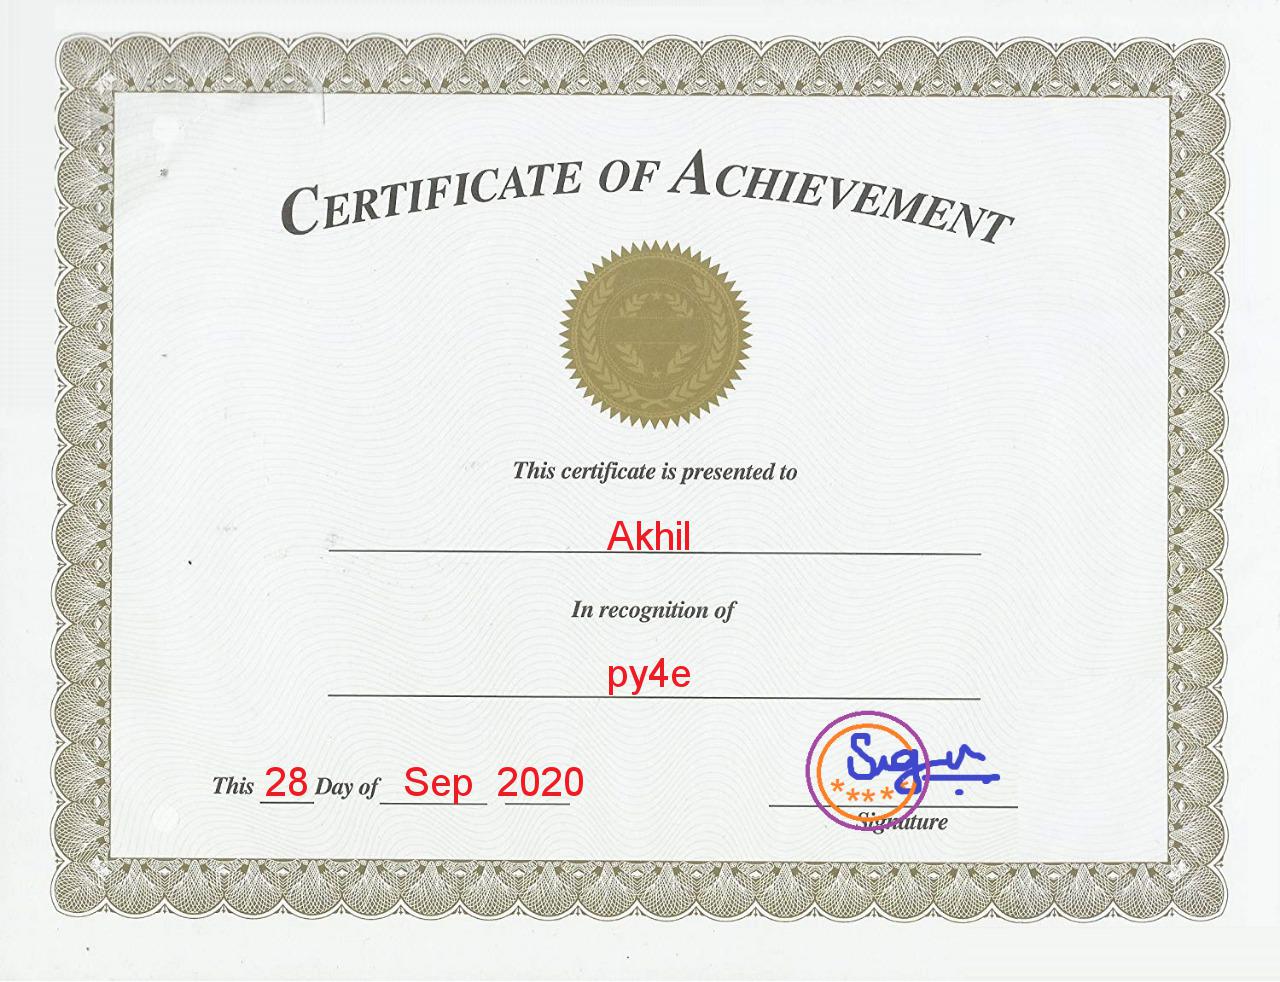 CERTIFICATE OF ACHIEVEMENT
This certificate is presented to
Akhil
In recognition of
py4e
This 28 Day of Sep 2020
Sign
****
Signature